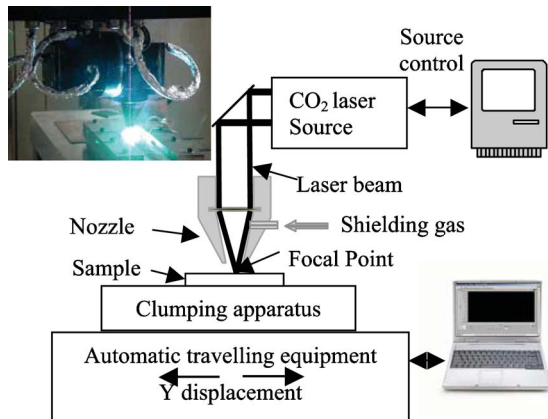 Source
control
CO₂ laser
Source
Laser beam
Nozzle
Shielding gas
Focal Point
Sample
Clumping apparatus
Automatic travelling equipment
Y displacement